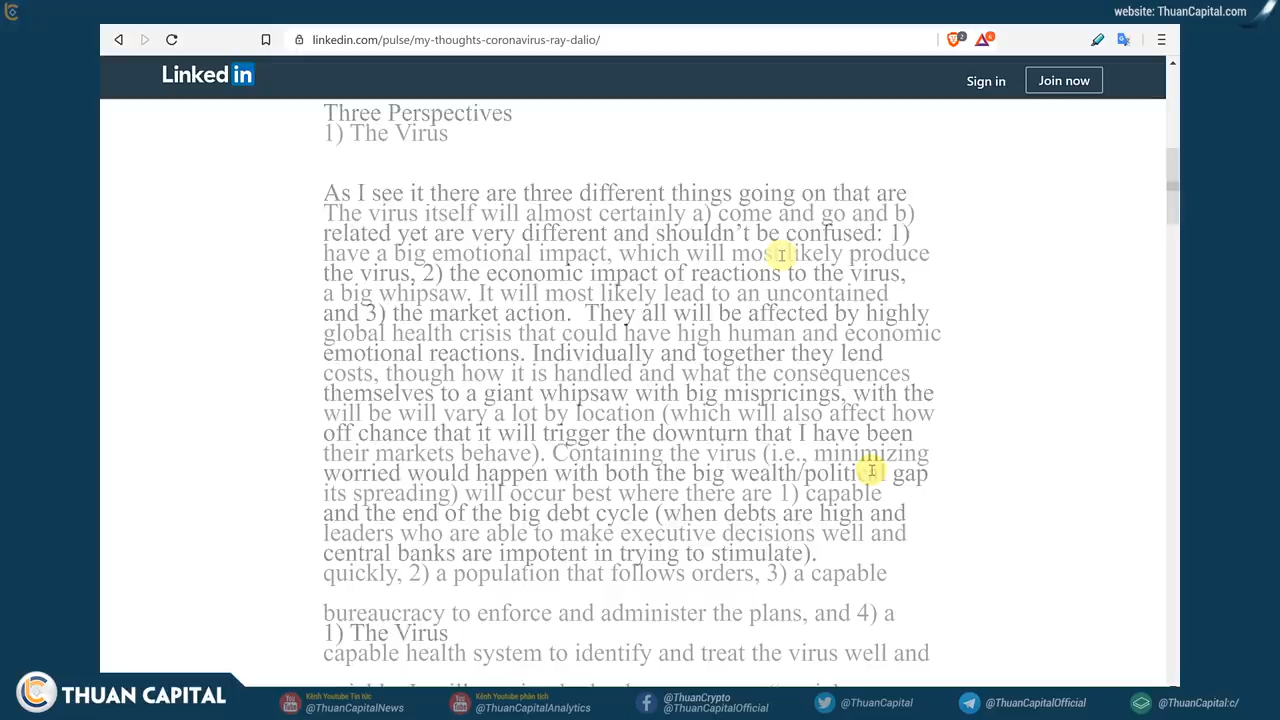 website: ThuanCapital.com
linkedin.com/pulse/my-thoughts-coronavirus-ray-dalio/
2
4
Linked in
Sign in
Join now
Three Perspectives
1) The Virus
As I see it there are three different things going on that are
The virus itself will almost certainly a) come and go and b)
related yet are very different and shouldn’t be confused: 1)
have a big emotional impact, which will most likely produce
the virus, 2) the economic impact of reactions to the virus,
a big whipsaw. It will most likely lead to an uncontained
and 3) the market action.  They all will be affected by highly
global health crisis that could have high human and economic
emotional reactions. Individually and together they lend
costs, though how it is handled and what the consequences
themselves to a giant whipsaw with big mispricings, with the
will be will vary a lot by location (which will also affect how
off chance that it will trigger the downturn that I have been
their markets behave). Containing the virus (i.e., minimizing
worried would happen with both the big wealth/political gap
its spreading) will occur best where there are 1) capable
and the end of the big debt cycle (when debts are high and
leaders who are able to make executive decisions well and
central banks are impotent in trying to stimulate).
quickly, 2) a population that follows orders, 3) a capable
bureaucracy to enforce and administer the plans, and 4) a
1) The Virus
capable health system to identify and treat the virus well and
THUAN CAPITAL
Kênh Youtube Tin tức
@ThuanCapitalNews
Kênh Youtube phân tích
@ThuanCapitalAnalytics
@ThuanCrypto
@ThuanCapitalOfficial
@ThuanCapital
@ThuanCapitalOfficial
@ThuanCapital:c/